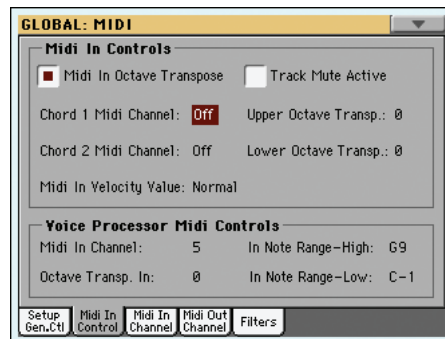 GLOBAL: MIDI
Midi In Controls
Midi In Octave Transpose Track Mute Active
Chord 1 Midi Channel: Off Upper Octave Transp.: 0
Chord 2 Midi Channel: Off Lower Octave Transp.: 0
Midi In Velocity Value: Normal
Voice Processor Midi Controls
Midi In Channel: 5 In Note Range-High: G9
Octave Transp. In: 0 In Note Range-Low: C-1
Setup Gen.Ctl Midi In Control Midi In Channel Midi Out Channel Filters